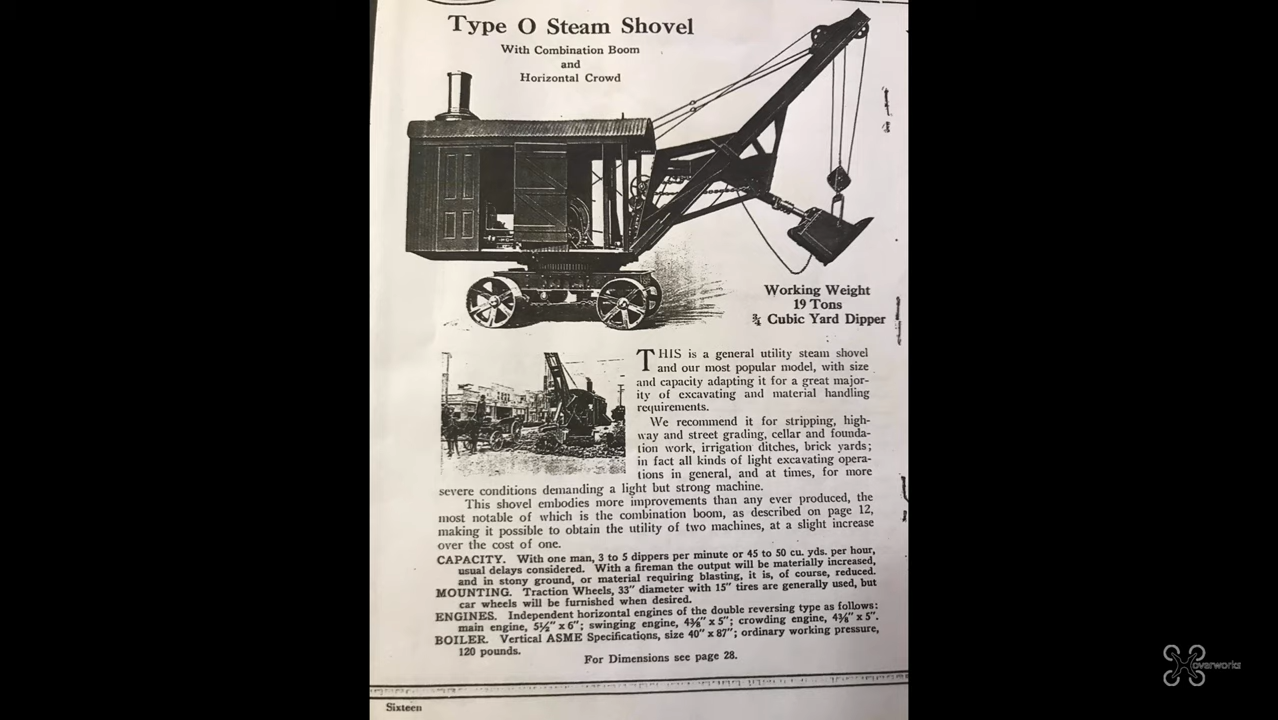 Type O Steam Shovel
With Combination Boom
and
Horizontal Crowd
Working Weight
19 Tons
¾ Cubic Yard Dipper
THIS is a general utility steam shovel
and our most popular model, with size
and capacity adapting it for a great major-
ity of excavating and material handling
requirements.
We recommend it for stripping, high-
way and street grading, cellar and founda-
tion work, irrigation ditches, brick yards;
in fact all kinds of light excavating opera-
tions in general, and at times, for more
severe conditions demanding a light but strong machine.
This shovel embodies more improvements than any ever produced, the
most notable of which is the combination boom, as described on page 12,
making it possible to obtain the utility of two machines, at a slight increase
over the cost of one.
CAPACITY. With one man, 3 to 5 dippers per minute or 45 to 50 cu. yds. per hour,
usual delays considered. With a fireman the output will be materially increased,
and in stony ground, or material requiring blasting, it is, of course, reduced.
MOUNTING. Traction Wheels, 33" diameter with 15" tires are generally used, but
car wheels will be furnished when desired.
ENGINES. Independent horizontal engines of the double reversing type as follows:
main engine, 5½" x 6"; swinging engine, 4⅜" x 5"; crowding engine, 4⅜" x 5".
BOILER. Vertical ASME Specifications, size 40" x 87"; ordinary working pressure,
120 pounds.
For Dimensions see page 28.
Sixteen
overworks